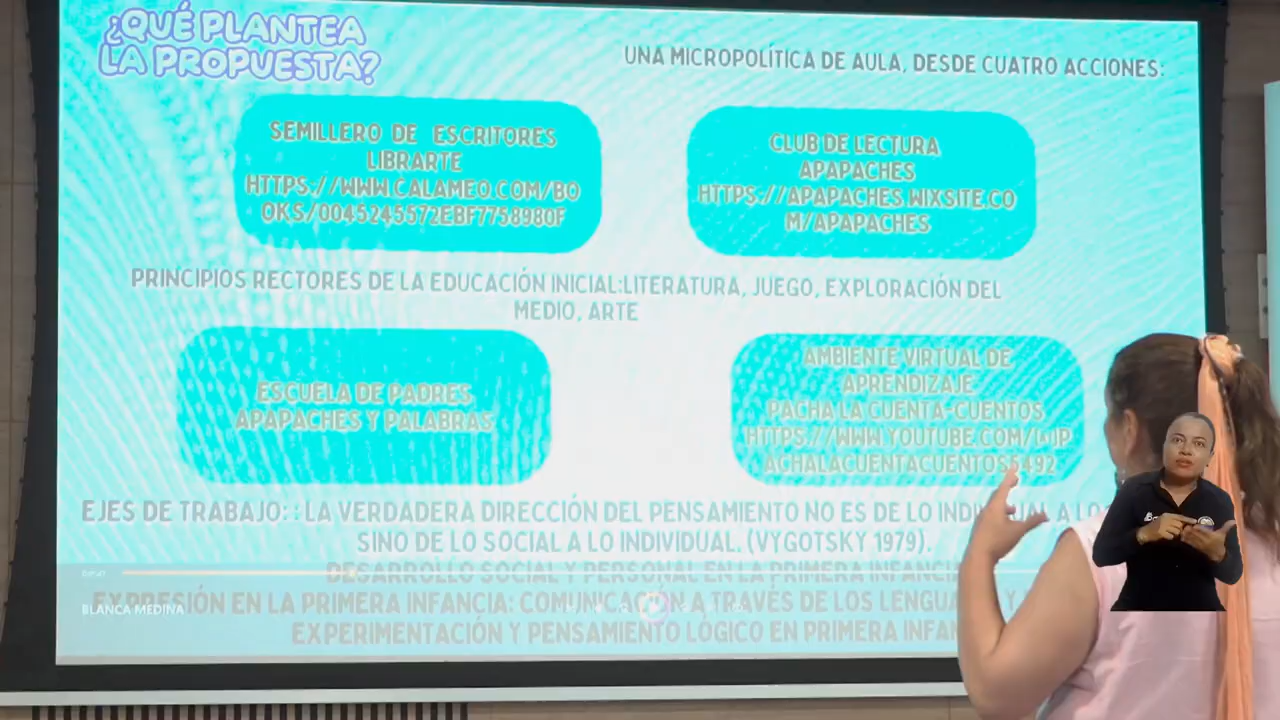 ¿QUÉ PLANTEA
LA PROPUESTA?
UNA MICROPOLÍTICA DE AULA, DESDE CUATRO ACCIONES:
SEMILLERO DE ESCRITORES
LIBRARTE
HTTPS://WWW.CALAMEO.COM/BO
OKS/0045245572EBF7758980F
CLUB DE LECTURA
APAPACHES
HTTPS://APAPACHES.WIXSITE.CO
M/APAPACHES
PRINCIPIOS RECTORES DE LA EDUCACIÓN INICIAL:LITERATURA, JUEGO, EXPLORACIÓN DEL
MEDIO, ARTE
ESCUELA DE PADRES
APAPACHES Y PALABRAS
AMBIENTE VIRTUAL DE
APRENDIZAJE
PACHA LA CUENTA-CUENTOS
HTTPS://WWW.YOUTUBE.COM/
ACHALACUENTACUENTOS5492
EJES DE TRABAJO: : LA VERDADERA DIRECCIÓN DEL PENSAMIENTO NO ES DE LO INDIVIDUAL A LO
SINO DE LO SOCIAL A LO INDIVIDUAL. (VYGOTSKY 1979).
DESARROLLO SOCIAL Y PERSONAL EN LA PRIMERA INFANCIA
BLANCA MEDINA
EXPRESIÓN EN LA PRIMERA INFANCIA: COMUNICACIÓN A TRAVÉS DE LOS
EXPERIMENTACIÓN Y PENSAMIENTO LÓGICO EN PRIMERA